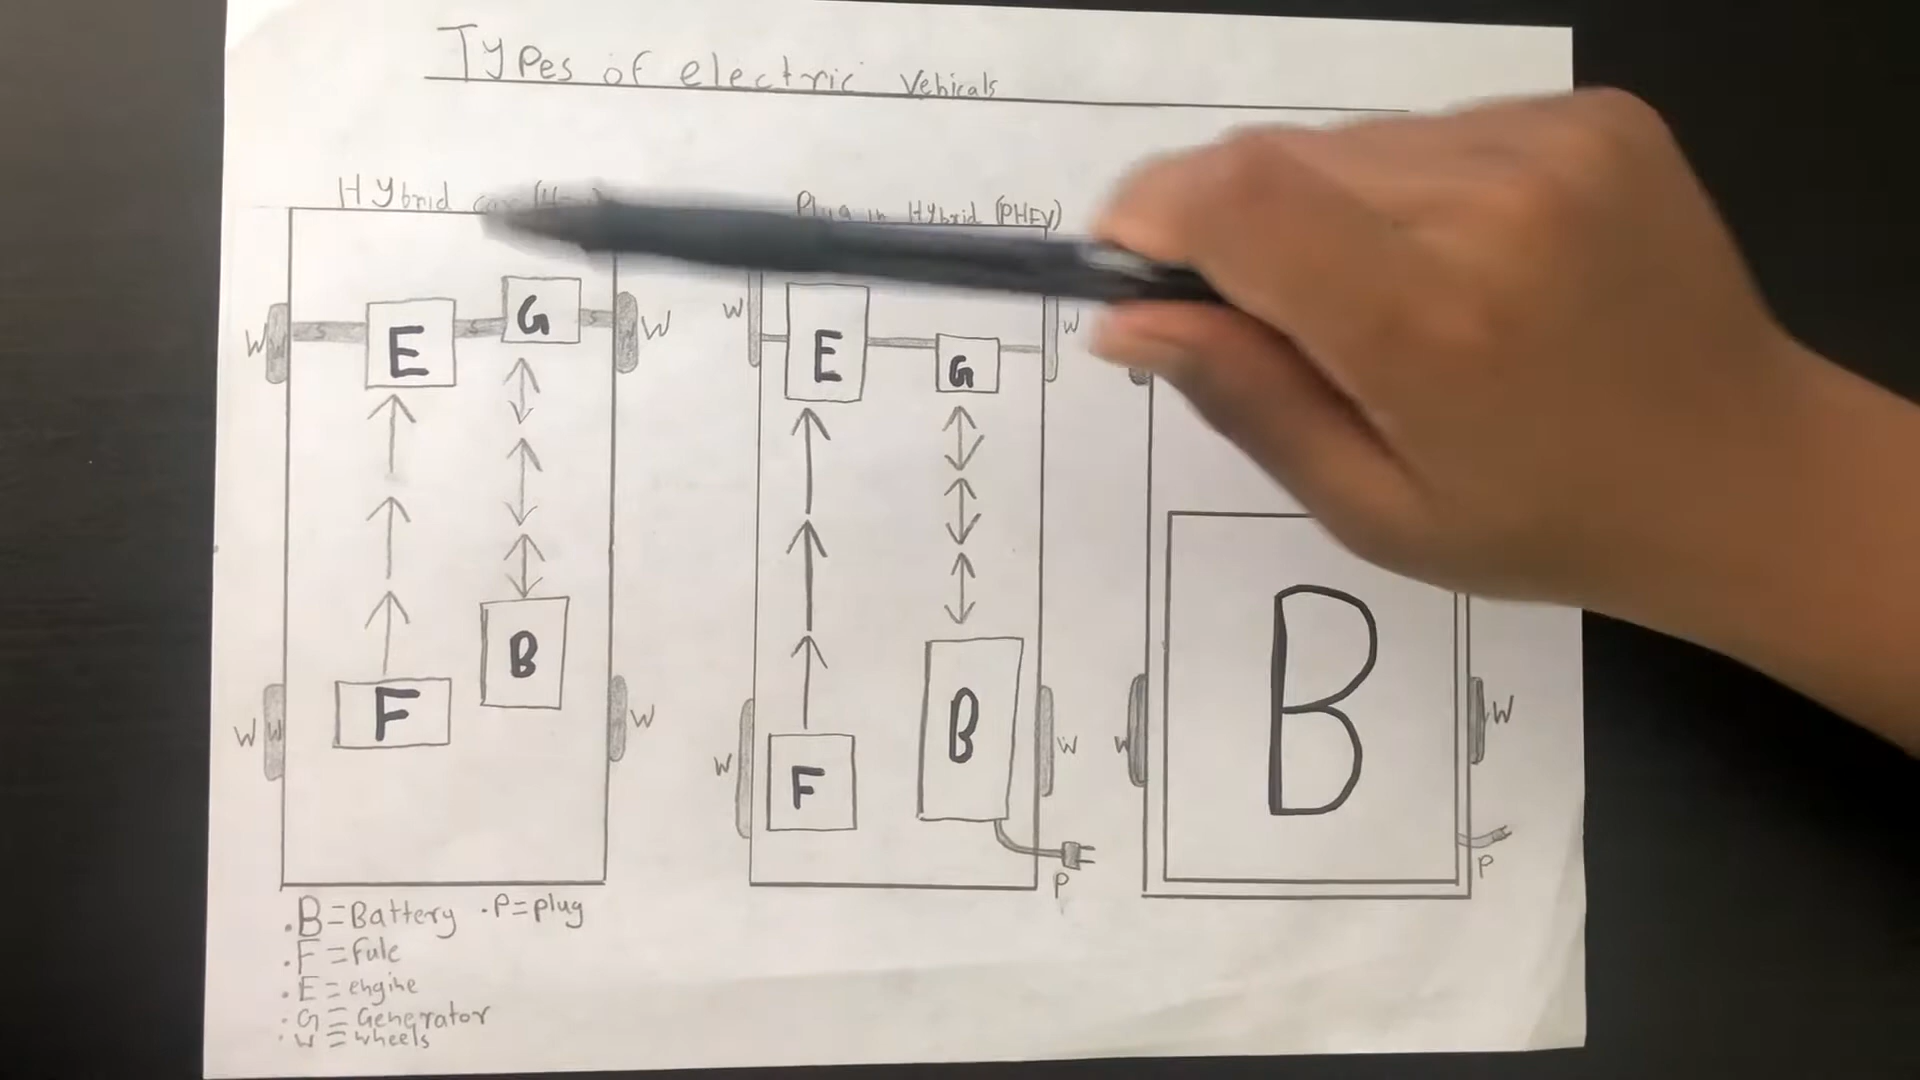 Types of electric Vehicals
Hybrid
Plug in Hybrid (PHEV)
W E G W
W E G W
F B
F B B
W W W W
W W W W
P
P
.B=Battery .P=plug
.F=fule
.E=engine
.G=Generator
.W=wheels